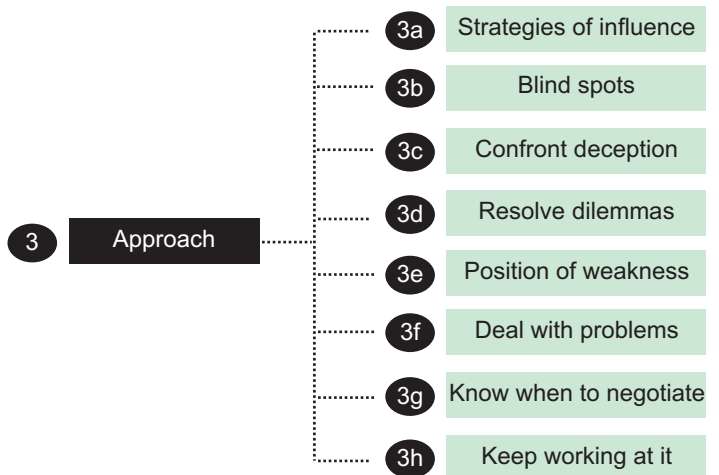 3a Strategies of influence
3b Blind spots
3c Confront deception
3d Resolve dilemmas
3 Approach
3e Position of weakness
3f Deal with problems
3g Know when to negotiate
3h Keep working at it